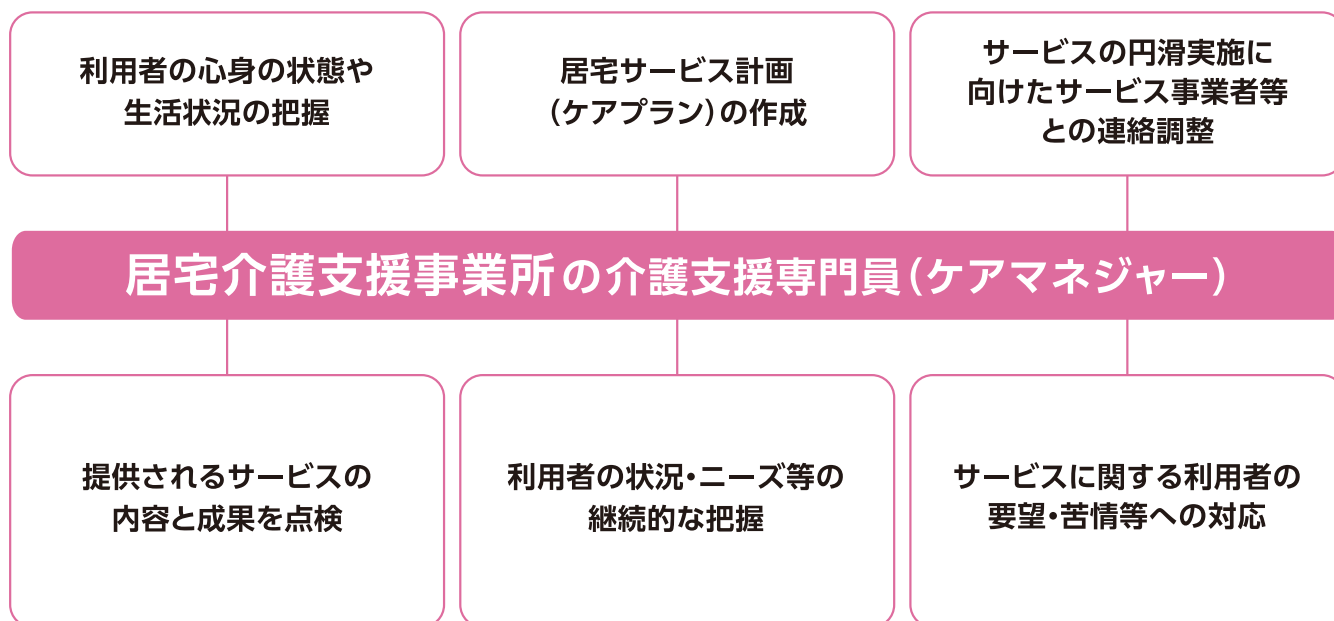 利用者の心身の状態や
生活状況の把握
居宅サービス計画
（ケアプラン）の作成
サービスの円滑実施に
向けたサービス事業者等
との連絡調整
居宅介護支援事業所の介護支援専門員（ケアマネジャー）
提供されるサービスの
内容と成果を点検
利用者の状況・ニーズ等の
継続的な把握
サービスに関する利用者の
要望・苦情等への対応